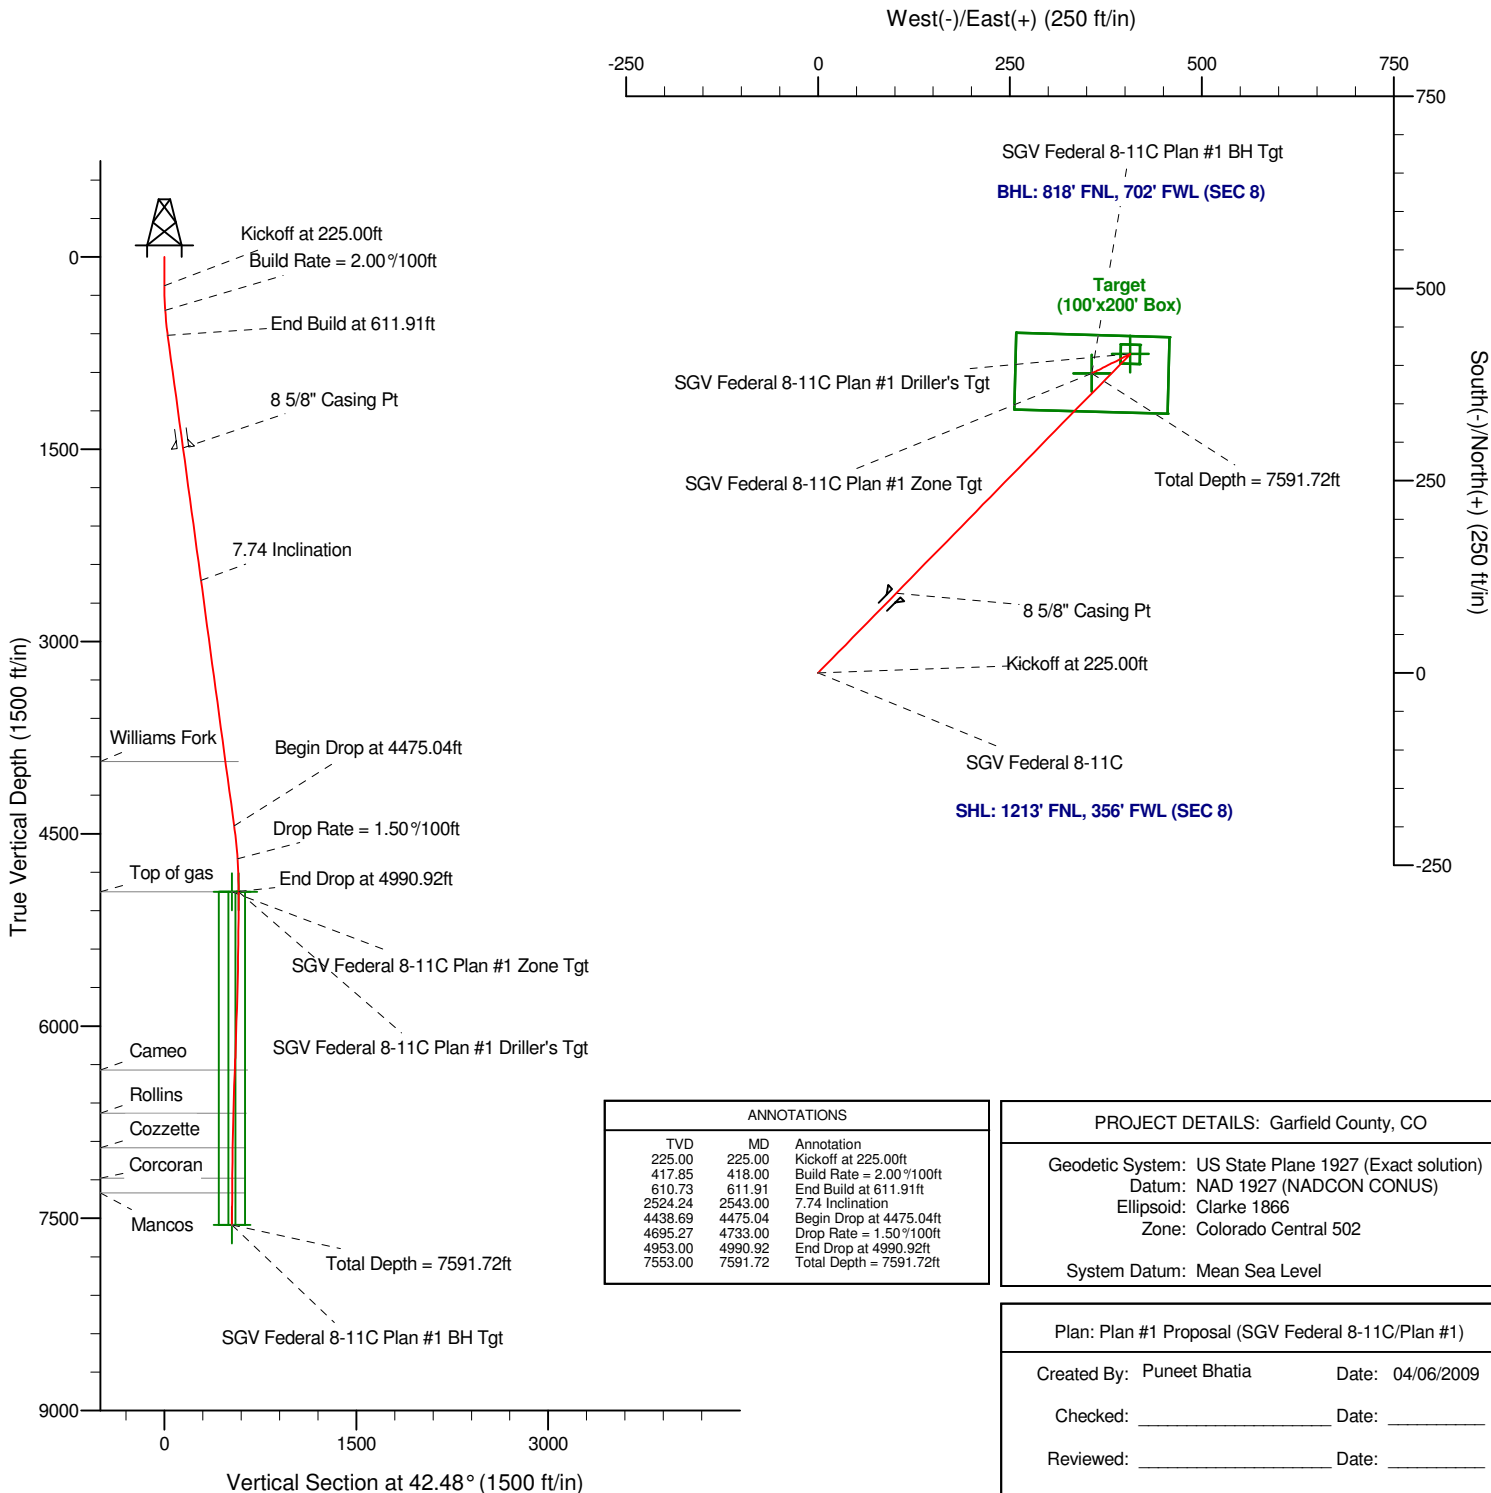 West(-)/East(+) (250 ft/in)
-250
0
250
500
750
750
500
250
0
-250
South(-)/North(+) (250 ft/in)
SGV Federal 8-11C Plan #1 BH Tgt
BHL: 818' FNL, 702' FWL (SEC 8)
Target
(100'x200' Box)
SGV Federal 8-11C Plan #1 Driller's Tgt
SGV Federal 8-11C Plan #1 Zone Tgt
Total Depth = 7591.72ft
8 5/8" Casing Pt
Kickoff at 225.00ft
SGV Federal 8-11C
SHL: 1213' FNL, 356' FWL (SEC 8)
True Vertical Depth (1500 ft/in)
0
1500
3000
4500
6000
7500
9000
Kickoff at 225.00ft
Build Rate = 2.00°/100ft
End Build at 611.91ft
8 5/8" Casing Pt
7.74 Inclination
Williams Fork
Begin Drop at 4475.04ft
Drop Rate = 1.50°/100ft
Top of gas
End Drop at 4990.92ft
SGV Federal 8-11C Plan #1 Zone Tgt
SGV Federal 8-11C Plan #1 Driller's Tgt
Cameo
Rollins
Cozzette
Corcoran
Mancos
Total Depth = 7591.72ft
SGV Federal 8-11C Plan #1 BH Tgt
0
1500
3000
Vertical Section at 42.48° (1500 ft/in)
ANNOTATIONS
TVD MD Annotation
225.00 225.00 Kickoff at 225.00ft
417.85 418.00 Build Rate = 2.00°/100ft
610.73 611.91 End Build at 611.91ft
2524.24 2543.00 7.74 Inclination
4438.69 4475.04 Begin Drop at 4475.04ft
4695.27 4733.00 Drop Rate = 1.50°/100ft
4953.00 4990.92 End Drop at 4990.92ft
7553.00 7591.72 Total Depth = 7591.72ft
PROJECT DETAILS: Garfield County, CO
Geodetic System: US State Plane 1927 (Exact solution)
Datum: NAD 1927 (NADCON CONUS)
Ellipsoid: Clarke 1866
Zone: Colorado Central 502
System Datum: Mean Sea Level
Plan: Plan #1 Proposal (SGV Federal 8-11C/Plan #1)
Created By: Puneet Bhatia Date: 04/06/2009
Checked: ____________________ Date: __________
Reviewed: ____________________ Date: __________